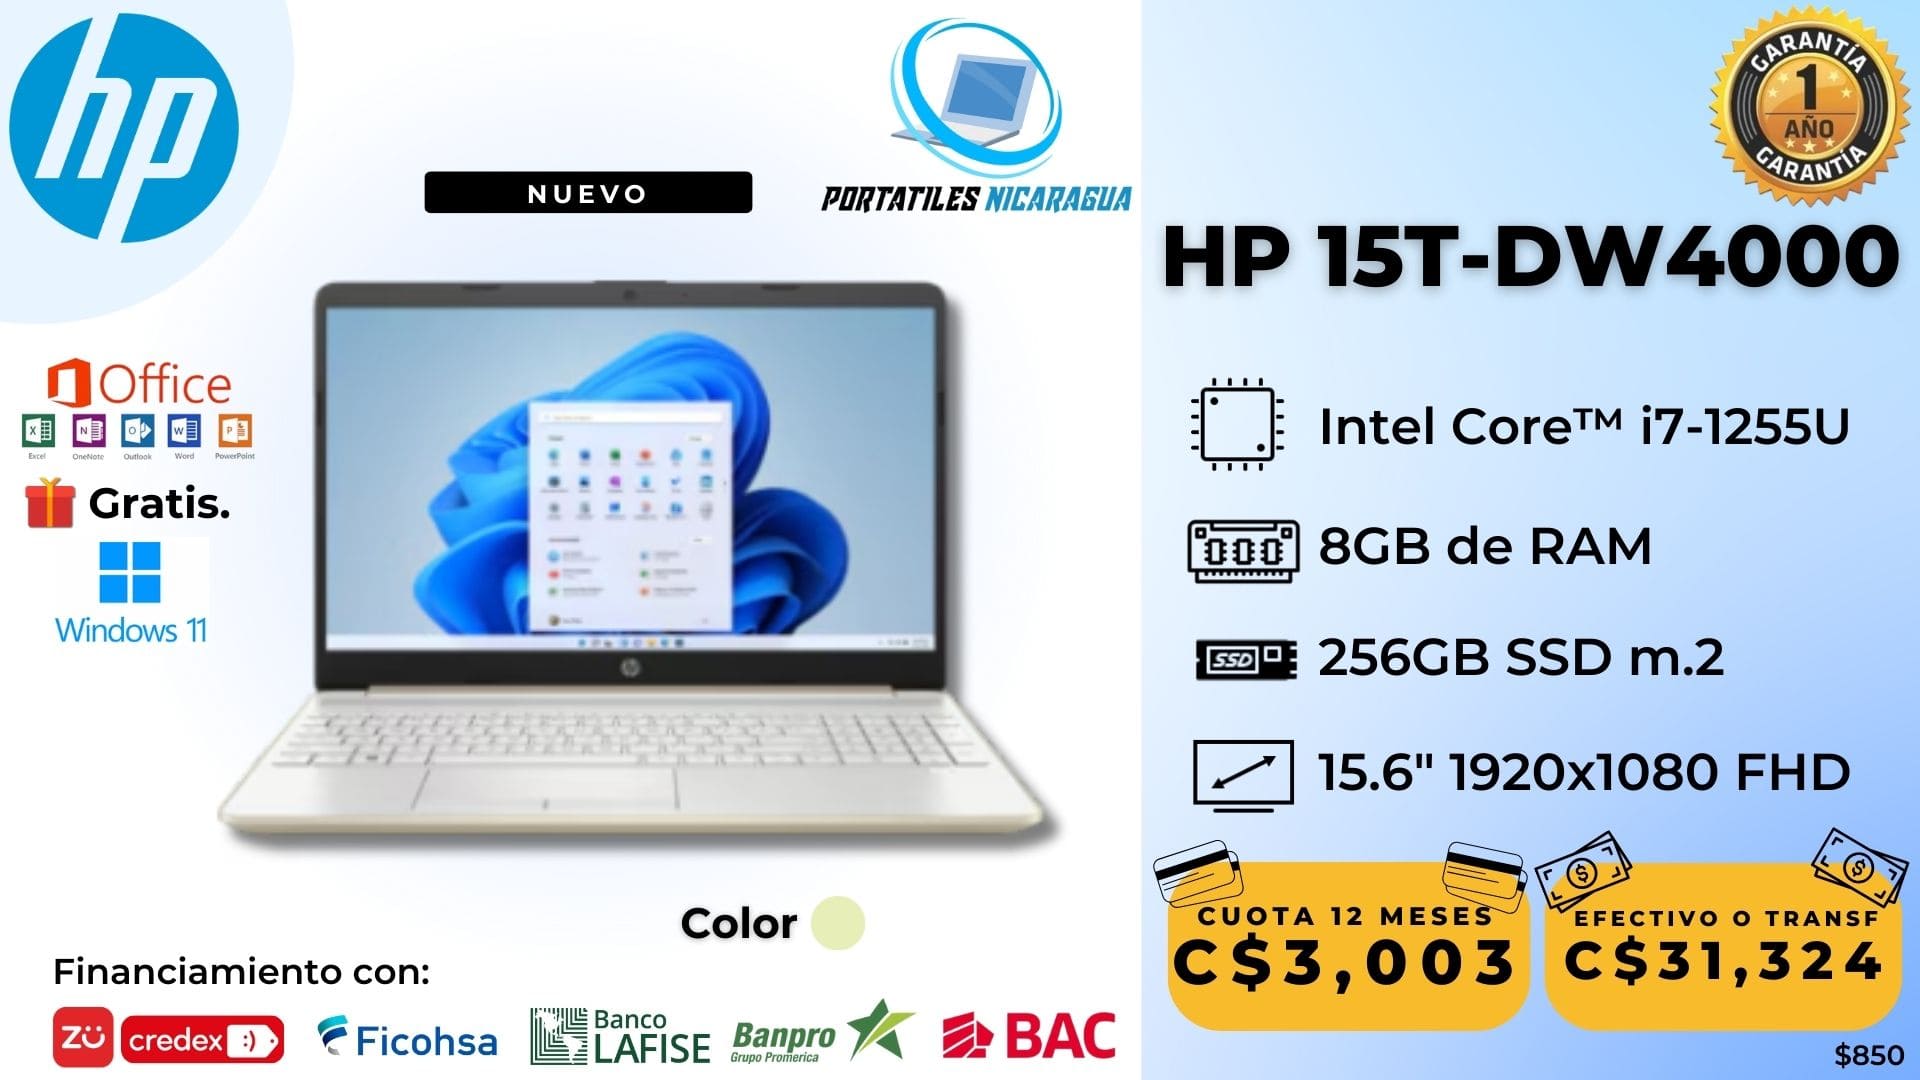 hp
NUEVO
PORTATILES NICARAGUA
Office
Excel OneNote Outlook Word PowerPoint
Gratis.
Windows 11
Color
Financiamiento con:
ZU credex :)
Ficohsa
Banco
LAFISE
Banpro
Grupo Promerica
BAC
GARANTÍA
1
AÑO
GARANTÍA
HP 15T-DW4000
Intel Core™ i7-1255U
8GB de RAM
SSD 256GB SSD m.2
15.6" 1920x1080 FHD
CUOTA 12 MESES
C$3,003
EFECTIVO O TRANSF
C$31,324
$850